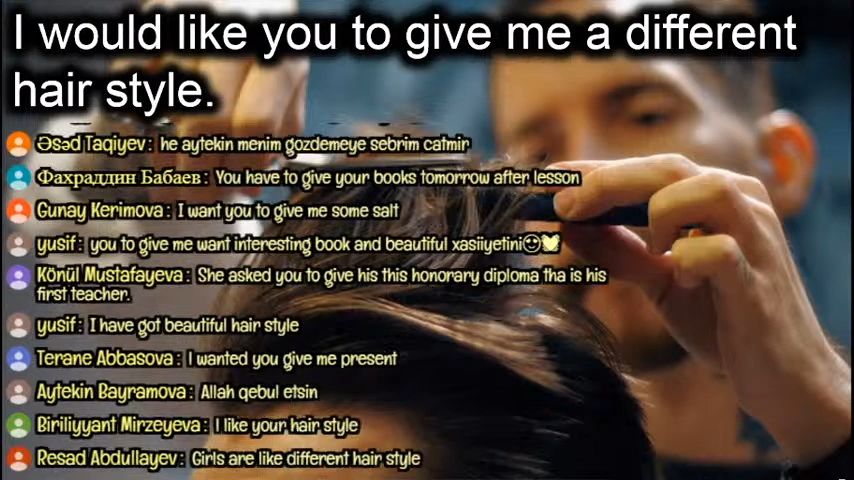 I would like you to give me a different
hair style.
Əsəd Taqiyev: he aytekin menim gozdemeye sebrim catmir
Фахраддин Бабаев: You have to give your books tomorrow after lesson
Gunay Kerimova: I want you to give me some salt
yusif: you to give me want interesting book and beautiful xasiiyetini😍💓
Könül Mustafayeva: She asked you to give his this honorary diploma tha is his
first teacher.
yusif: I have got beautiful hair style
Terane Abbasova: I wanted you give me present
Aytekin Bayramova: Allah qebul etsin
Biriliyyant Mirzeyeva: I like your hair style
Resad Abdullayev: Girls are like different hair style